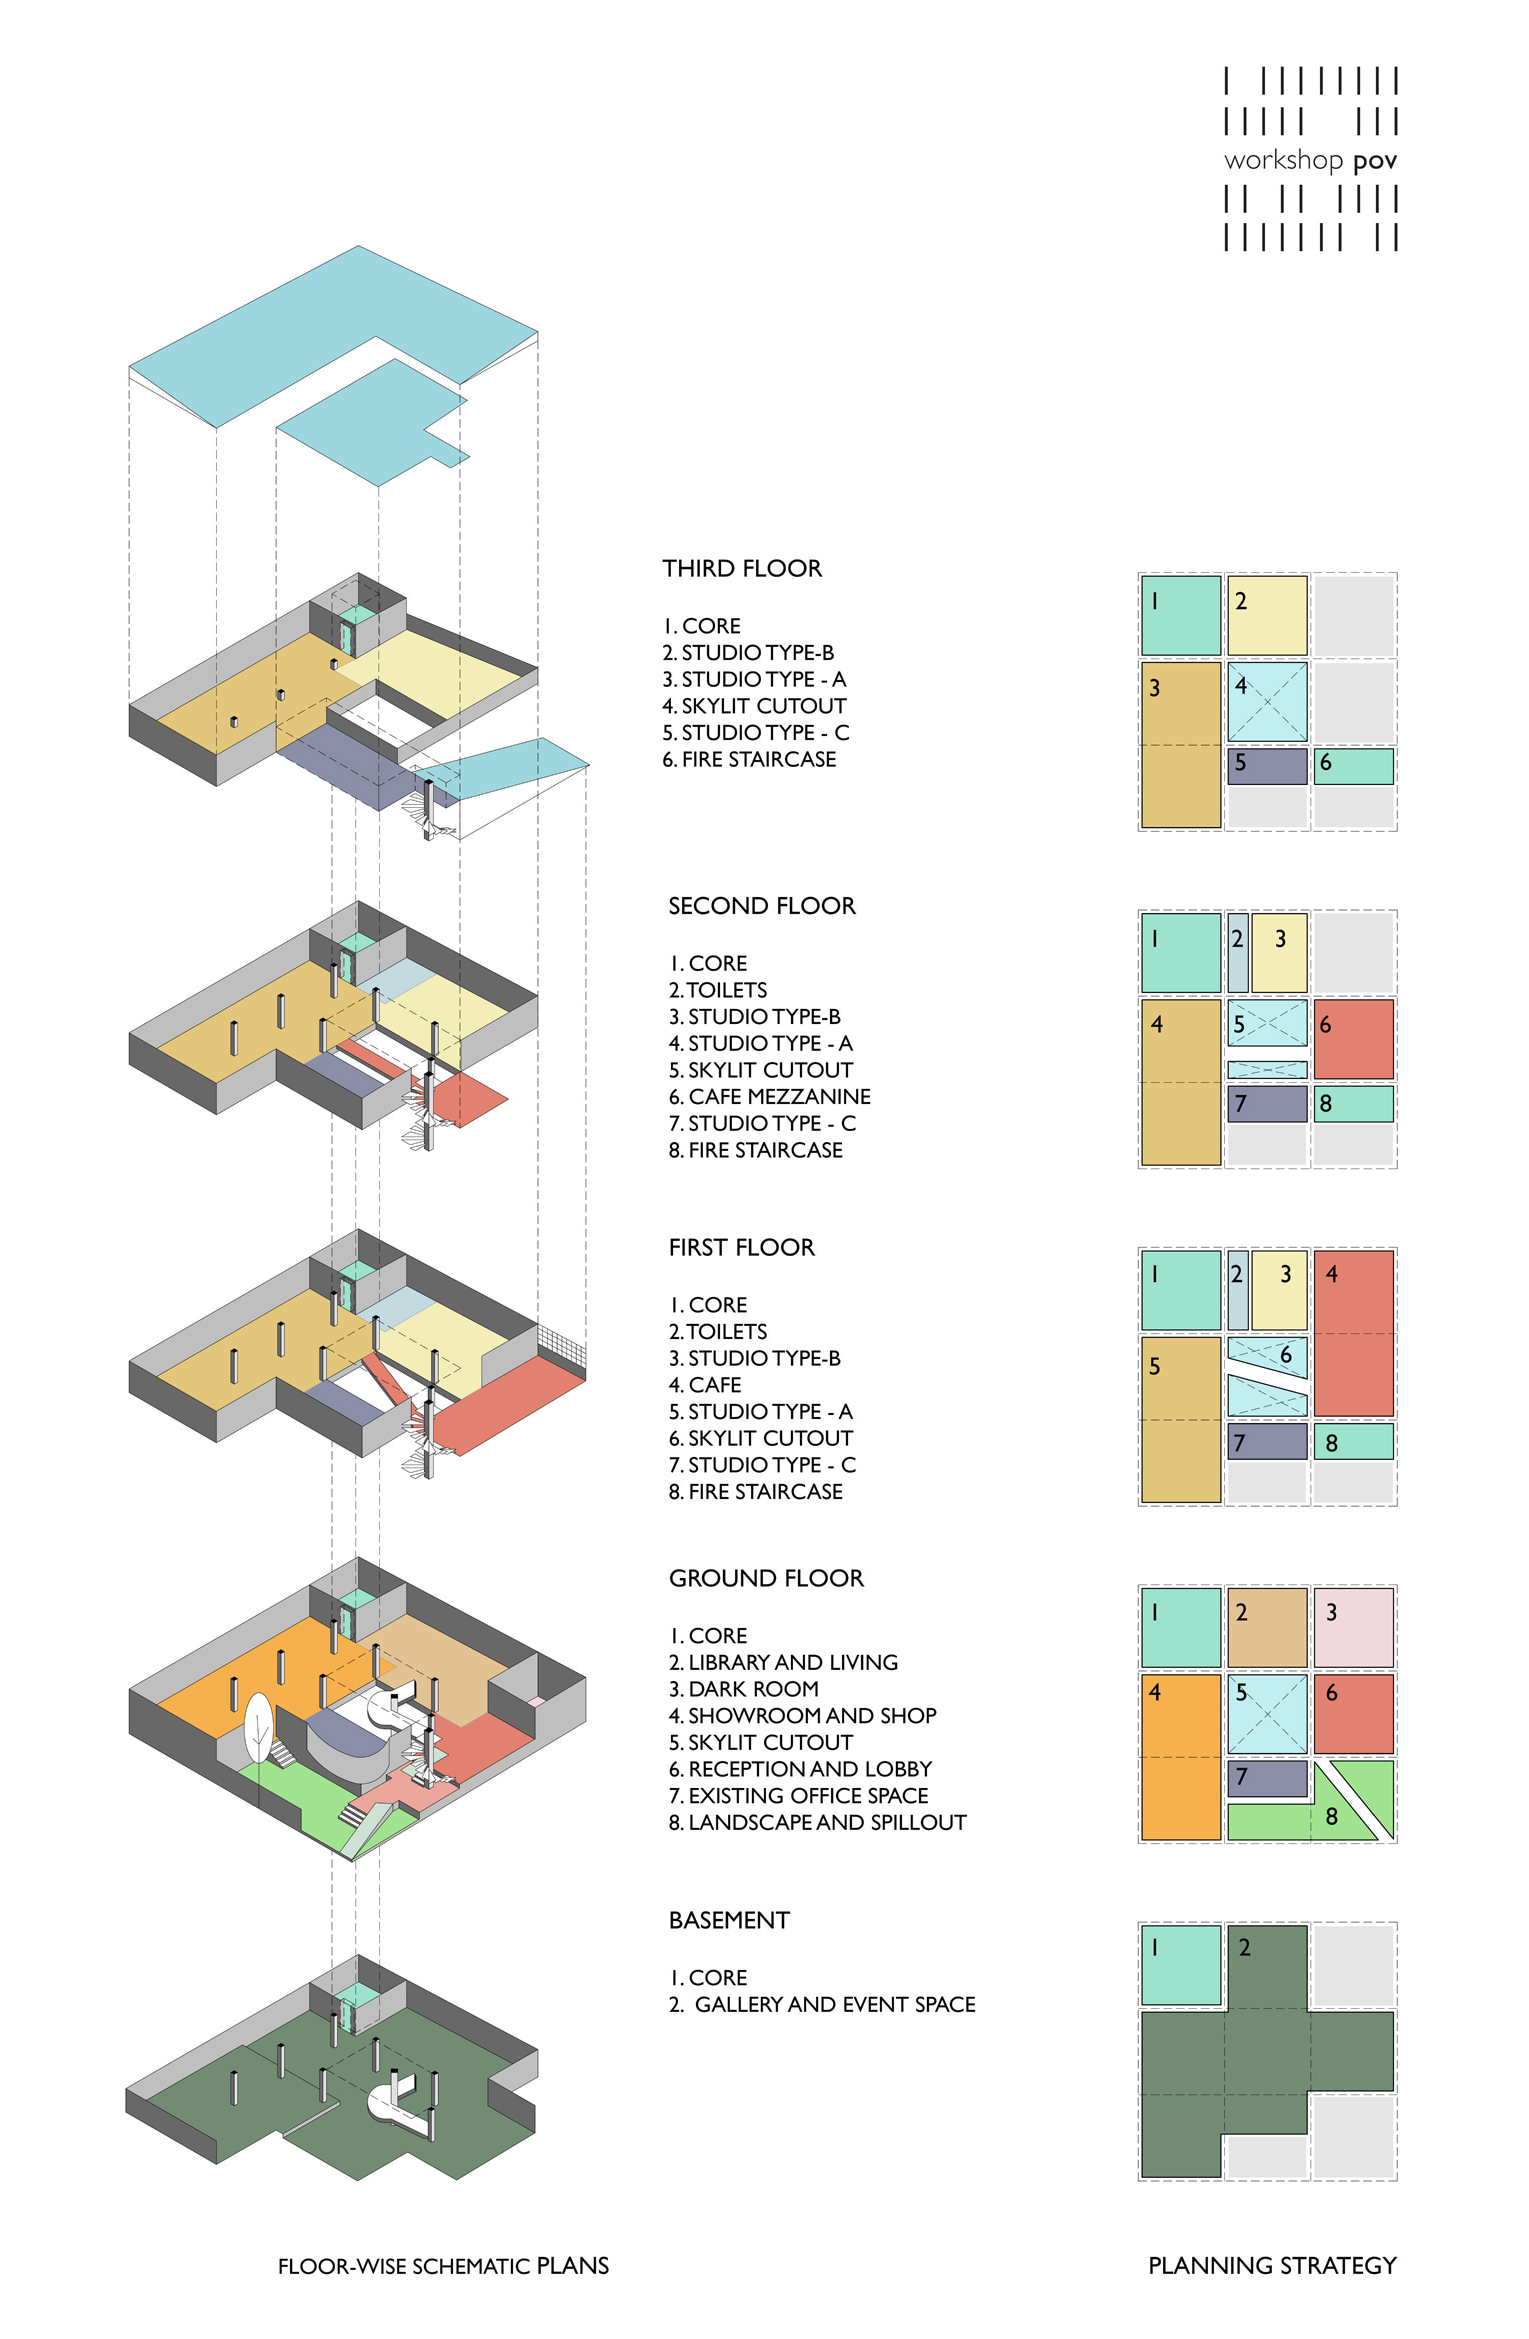 workshop pov
THIRD FLOOR
1. CORE
2. STUDIO TYPE-B
3. STUDIO TYPE - A
4. SKYLIT CUTOUT
5. STUDIO TYPE - C
6. FIRE STAIRCASE
1
2
3
4
5
6
SECOND FLOOR
1. CORE
2. TOILETS
3. STUDIO TYPE-B
4. STUDIO TYPE - A
5. SKYLIT CUTOUT
6. CAFE MEZZANINE
7. STUDIO TYPE - C
8. FIRE STAIRCASE
1
2
3
4
5
6
7
8
FIRST FLOOR
1. CORE
2. TOILETS
3. STUDIO TYPE-B
4. CAFE
5. STUDIO TYPE - A
6. SKYLIT CUTOUT
7. STUDIO TYPE - C
8. FIRE STAIRCASE
1
2
3
4
5
6
7
8
GROUND FLOOR
1. CORE
2. LIBRARY AND LIVING
3. DARK ROOM
4. SHOWROOM AND SHOP
5. SKYLIT CUTOUT
6. RECEPTION AND LOBBY
7. EXISTING OFFICE SPACE
8. LANDSCAPE AND SPILLOUT
1
2
3
4
5
6
7
8
BASEMENT
1. CORE
2. GALLERY AND EVENT SPACE
1
2
FLOOR-WISE SCHEMATIC PLANS
PLANNING STRATEGY